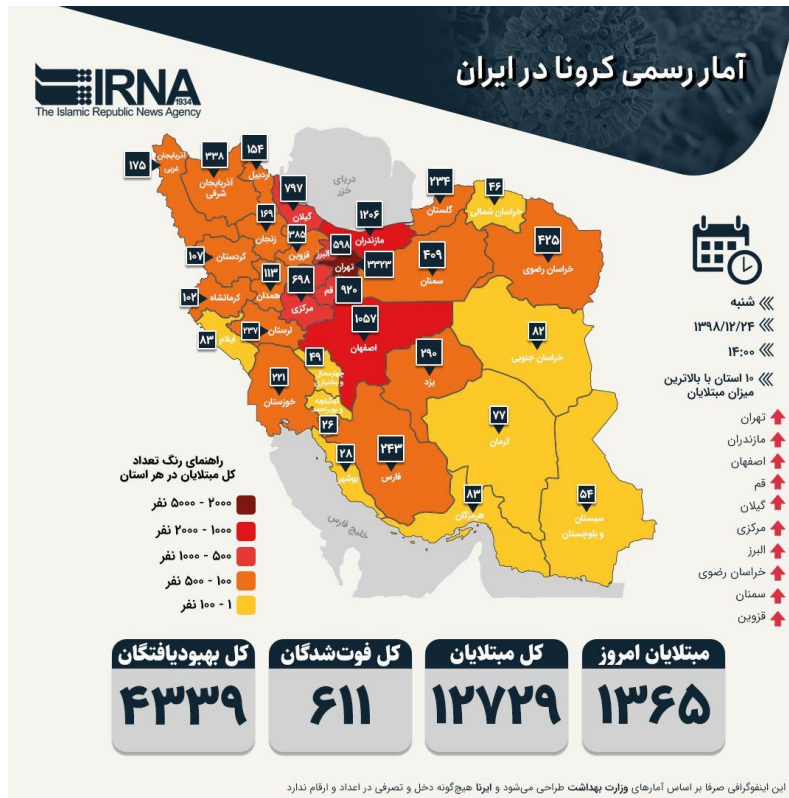 آمار رسمی کرونا در ایران
IRNA
1934
The Islamic Republic News Agency
دریای
خزر
۱۷۵
آذربایجان
غربی
۳۳۸
آذربایجان
شرقی
۱۵۴
اردبیل
۷۹۷
گیلان
۱۶۹
زنجان
۳۸۵
قزوین
۵۹۸
البرز
۱۲۰۶
مازندران
۳۳۲۳
تهران
۲۳۴
گلستان
۴۶
خراسان شمالی
۴۲۵
خراسان رضوی
۴۰۹
سمنان
۱۰۷
کردستان
۱۱۳
همدان
۶۹۸
مرکزی
۹۲۰
قم
۱۰۲
کرمانشاه
۸۳
ایلام
۲۳۷
لرستان
۱۰۵۷
اصفهان
۸۲
خراسان جنوبی
۴۹
چهارمحال
و بختیاری
۲۹۰
یزد
۲۲۱
خوزستان
کهگیلویه
و بویراحمد
۲۶
۷۷
کرمان
۲۸
بوشهر
۲۴۳
فارس
۸۳
هرمزگان
۵۴
سیستان
و بلوچستان
خلیج فارس
شنبه
۱۳۹۸/۱۲/۲۴
۱۴:۰۰
۱۰ استان با بالاترین
میزان مبتلایان
تهران
مازندران
اصفهان
قم
گیلان
مرکزی
البرز
خراسان رضوی
سمنان
قزوین
راهنمای رنگ تعداد
کل مبتلایان در هر استان
۲۰۰۰ - ۵۰۰۰ نفر
۱۰۰۰ - ۲۰۰۰ نفر
۵۰۰ - ۱۰۰۰ نفر
۱۰۰ - ۵۰۰ نفر
۱ - ۱۰۰ نفر
مبتلایان امروز
۱۳۶۵
کل مبتلایان
۱۲۷۲۹
کل فوت‌شدگان
۶۱۱
کل بهبودیافتگان
۴۳۳۹
این اینفوگرافی صرفا بر اساس آمارهای وزارت بهداشت طراحی می‌شود و ایرنا هیچ‌گونه دخل و تصرفی در اعداد و ارقام ندارد